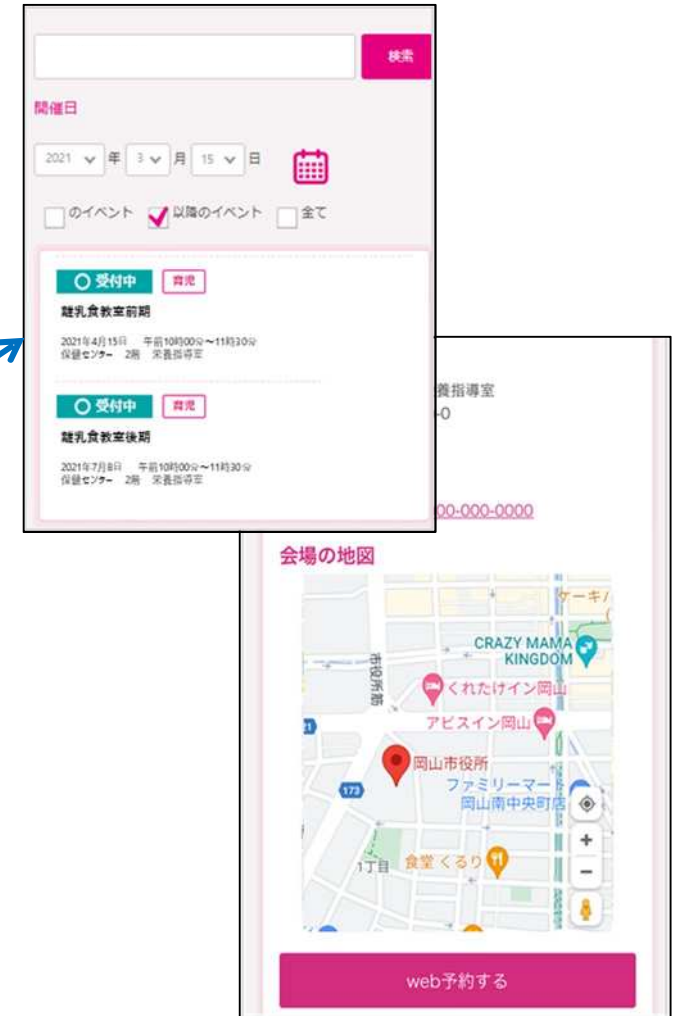 検索
開催日
2021 年 3 月 15 日
のイベント 以降のイベント 全て
受付中 育児
離乳食教室前期
2021年4月15日 午前10時00分～11時30分
保健センター 2階 栄養指導室
受付中 育児
離乳食教室後期
2021年7月8日 午前10時00分～11時30分
保健センター 2階 栄養指導室
養指導室
-0
00-000-0000
会場の地図
ケーキハ
CRAZY MAMA
KINGDOM
市役所筋
くれたけイン岡山
アビスイン岡山
21
岡山市役所
173
ファミリーマート
岡山南中央町店
1丁目
食堂くるり
+
−
web予約する